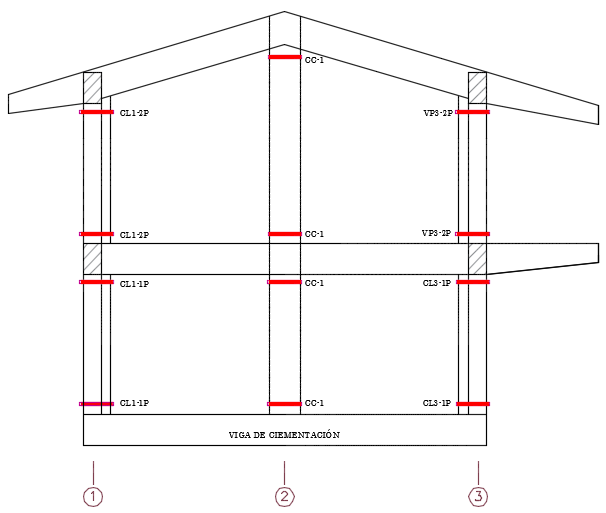 CC-1
CL1-2P
VP3-2P
CL1-2P
CC-1
VP3-2P
CL1-1P
CC-1
CL3-1P
CL1-1P
CC-1
CL3-1P
VIGA DE CIEMENTACIÓN
1
2
3